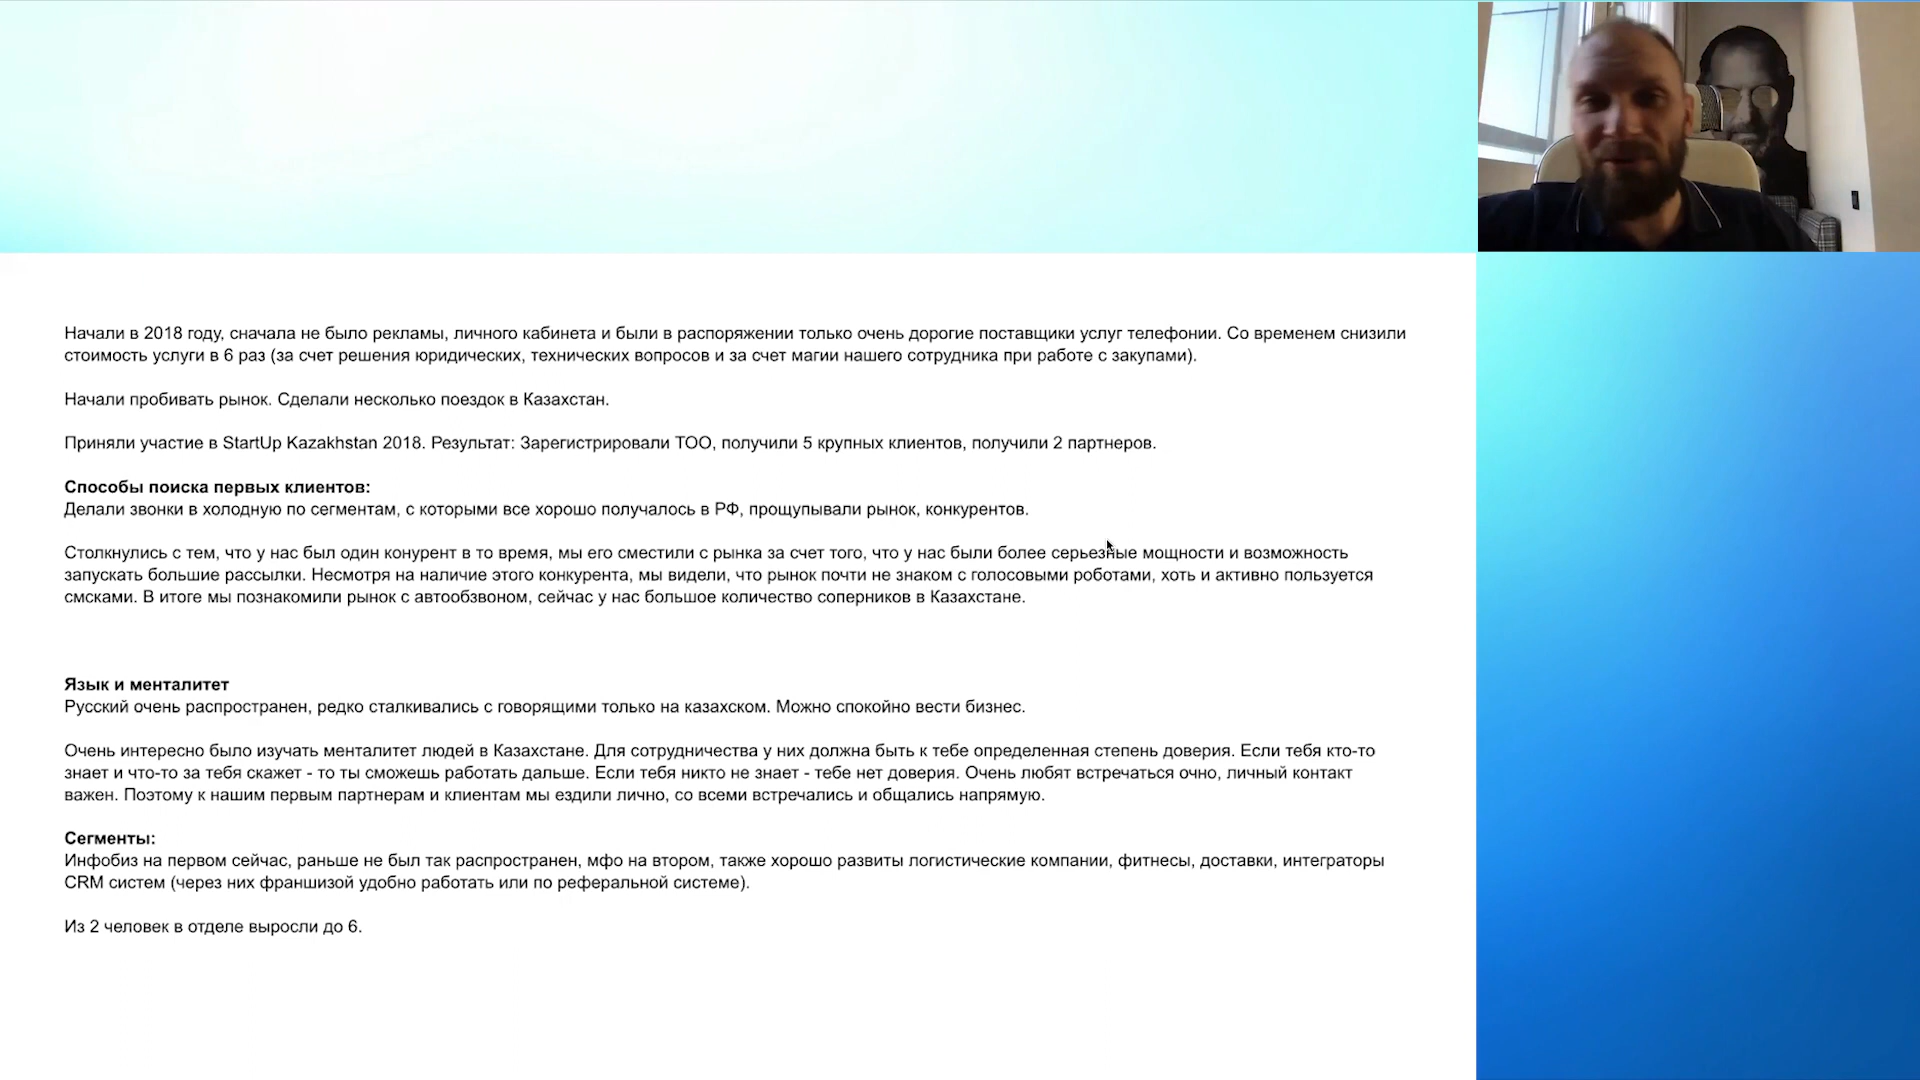 Начали в 2018 году, сначала не было рекламы, личного кабинета и были в распоряжении только очень дорогие поставщики услуг телефонии. Со временем снизили
стоимость услуги в 6 раз (за счет решения юридических, технических вопросов и за счет магии нашего сотрудника при работе с закупами).
Начали пробивать рынок. Сделали несколько поездок в Казахстан.
Приняли участие в StartUp Kazakhstan 2018. Результат: Зарегистрировали ТОО, получили 5 крупных клиентов, получили 2 партнеров.
Способы поиска первых клиентов:
Делали звонки в холодную по сегментам, с которыми все хорошо получалось в РФ, прощупывали рынок, конкурентов.
Столкнулись с тем, что у нас был один конурент в то время, мы его сместили с рынка за счет того, что у нас были более серьезные мощности и возможность
запускать большие рассылки. Несмотря на наличие этого конкурента, мы видели, что рынок почти не знаком с голосовыми роботами, хоть и активно пользуется
смсками. В итоге мы познакомили рынок с автообзвоном, сейчас у нас большое количество соперников в Казахстане.
Язык и менталитет
Русский очень распространен, редко сталкивались с говорящими только на казахском. Можно спокойно вести бизнес.
Очень интересно было изучать менталитет людей в Казахстане. Для сотрудничества у них должна быть к тебе определенная степень доверия. Если тебя кто-то
знает и что-то за тебя скажет - то ты сможешь работать дальше. Если тебя никто не знает - тебе нет доверия. Очень любят встречаться очно, личный контакт
важен. Поэтому к нашим первым партнерам и клиентам мы ездили лично, со всеми встречались и общались напрямую.
Сегменты:
Инфобиз на первом сейчас, раньше не был так распространен, мфо на втором, также хорошо развиты логистические компании, фитнесы, доставки, интеграторы
CRM систем (через них франшизой удобно работать или по реферальной системе).
Из 2 человек в отделе выросли до 6.